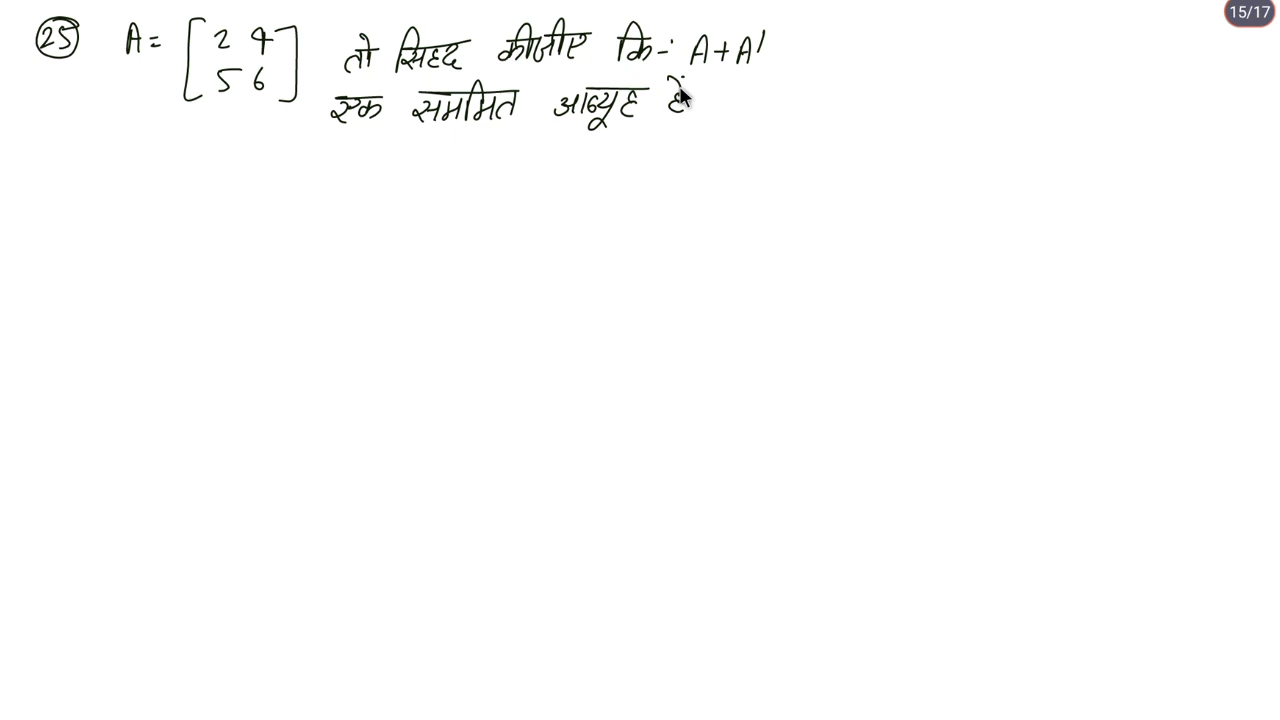 15/17
(25) A = [2 4; 5 6] तो सिद्द कीजीए कि-: A + A'
एक सममित आव्यूह है